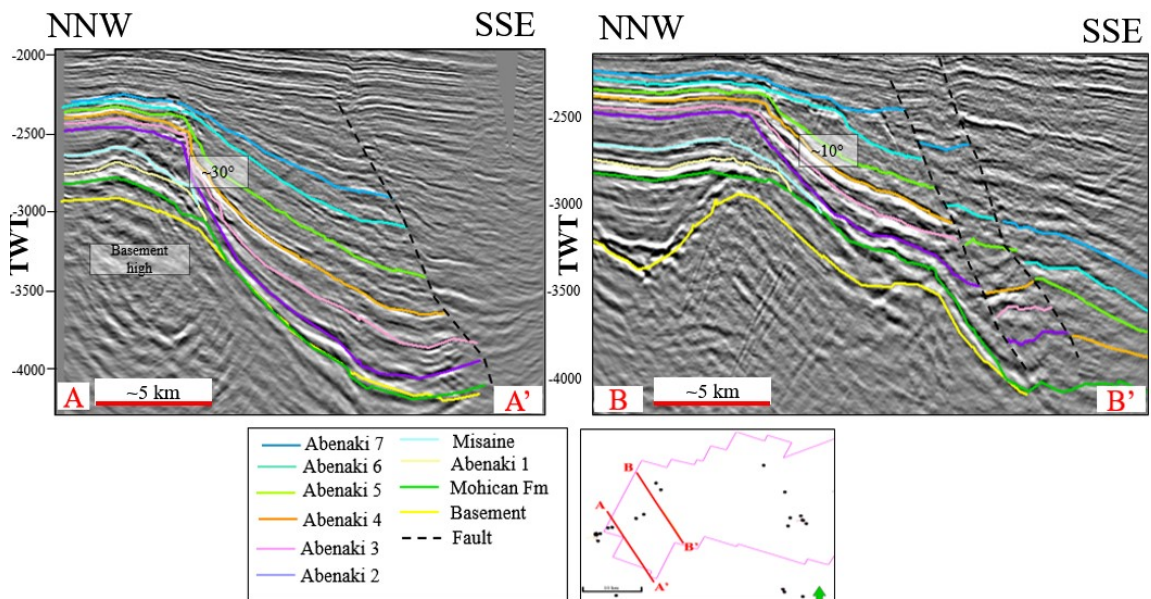 NNW
SSE
NNW
SSE
-2000
-2500
-3000
-3500
-4000
TWT
~30°
Basement
high
A
~5 km
A'
-2500
-3000
-3500
-4000
TWT
~10°
B
~5 km
B'
Abenaki 7
Abenaki 6
Abenaki 5
Abenaki 4
Abenaki 3
Abenaki 2
Misaine
Abenaki 1
Mohican Fm
Basement
Fault
B
A
B'
A'